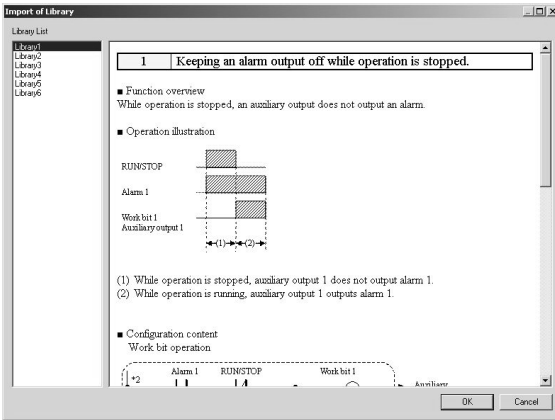 Import of Library
Library List
Library1
Library2
Library3
Library4
Library5
Library6
1 Keeping an alarm output off while operation is stopped.
■ Function overview
While operation is stopped, an auxiliary output does not output an alarm.
■ Operation illustration
RUN/STOP
Alarm 1
Work bit 1
Auxiliary output 1
(1) (2)
(1) While operation is stopped, auxiliary output 1 does not output alarm 1.
(2) While operation is running, auxiliary output 1 outputs alarm 1.
■ Configuration content
Work bit operation
Alarm 1 RUN/STOP Work bit 1
*2
Auxiliary
OK Cancel